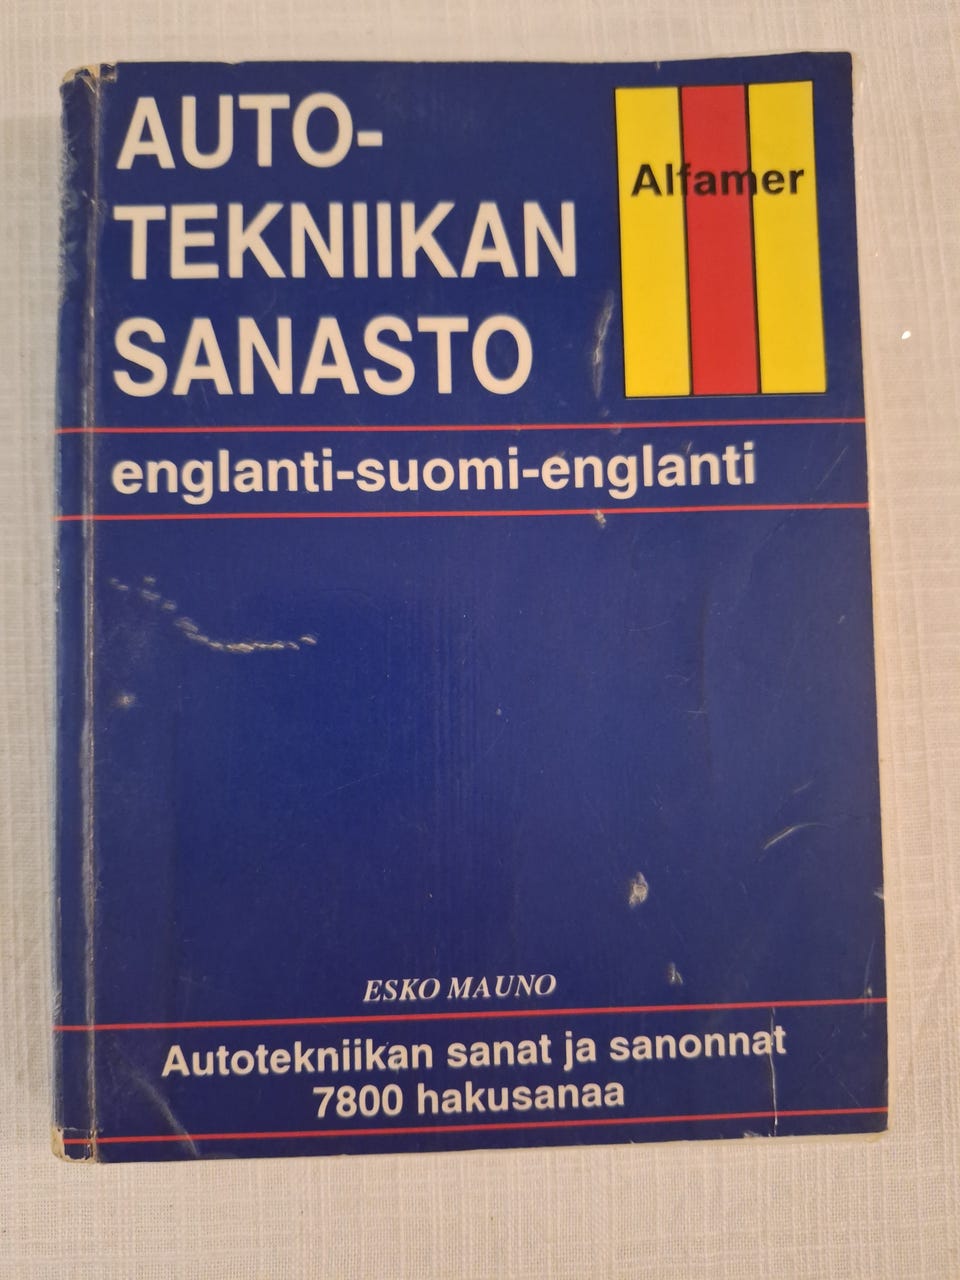 AUTO-
TEKNIIKAN
SANASTO
Alfamer
englanti-suomi-englanti
ESKO MAUNO
Autotekniikan sanat ja sanonnat
7800 hakusanaa